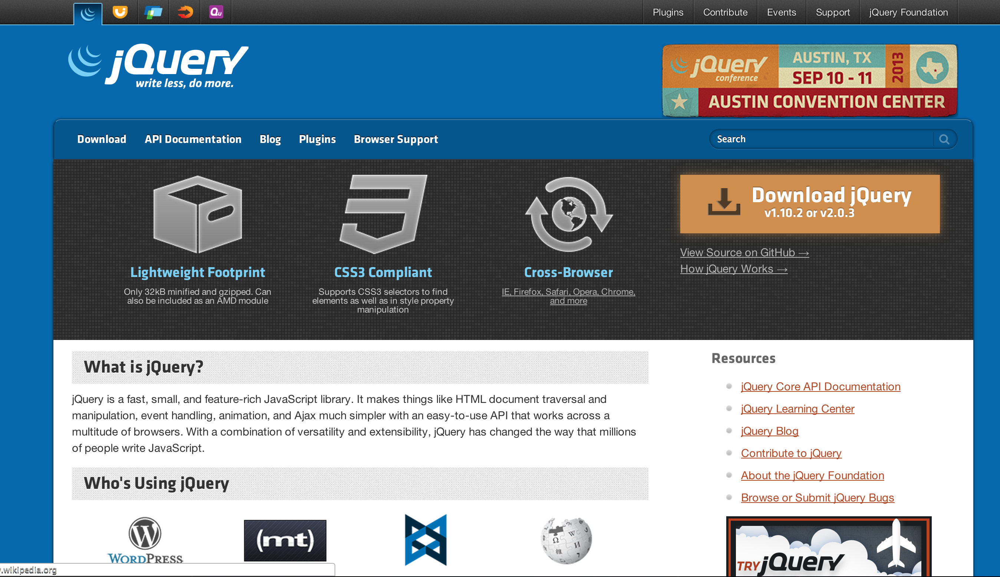 Qu
Plugins Contribute Events Support jQuery Foundation
jQuery
write less, do more.
jQuery
conference
AUSTIN, TX
SEP 10 - 11
2013
AUSTIN CONVENTION CENTER
Download API Documentation Blog Plugins Browser Support
Search
Lightweight Footprint
Only 32kB minified and gzipped. Can
also be included as an AMD module
CSS3 Compliant
Supports CSS3 selectors to find
elements as well as in style property
manipulation
Cross-Browser
IE, Firefox, Safari, Opera, Chrome,
and more
Download jQuery
v1.10.2 or v2.0.3
View Source on GitHub →
How jQuery Works →
What is jQuery?
jQuery is a fast, small, and feature-rich JavaScript library. It makes things like HTML document traversal and
manipulation, event handling, animation, and Ajax much simpler with an easy-to-use API that works across a
multitude of browsers. With a combination of versatility and extensibility, jQuery has changed the way that millions
of people write JavaScript.
Who's Using jQuery
W
WORDPRESS
(mt)
Ω W И
Resources
jQuery Core API Documentation
jQuery Learning Center
jQuery Blog
Contribute to jQuery
About the jQuery Foundation
Browse or Submit jQuery Bugs
TRY jQuery
.wikipedia.org